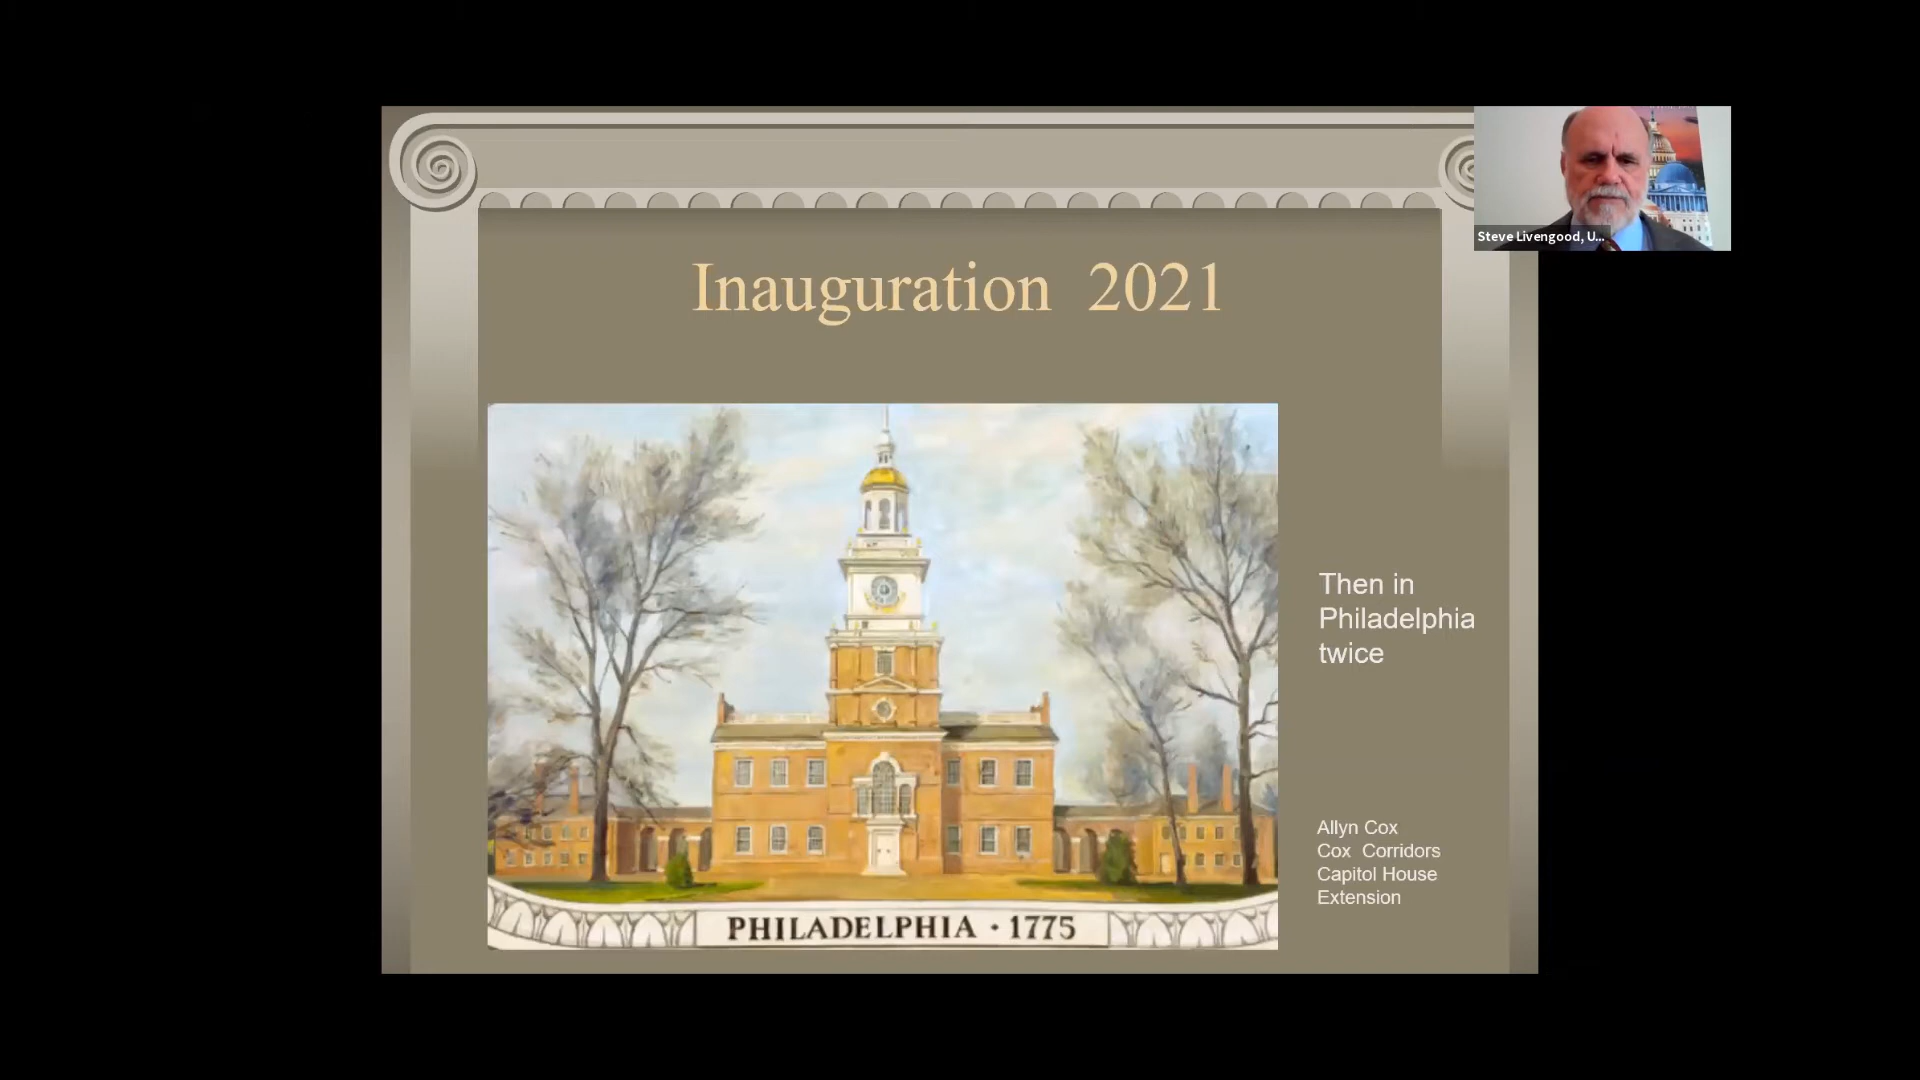 Steve Livengood, U...
Inauguration 2021
Then in
Philadelphia
twice
Allyn Cox
Cox Corridors
Capitol House
Extension
PHILADELPHIA · 1775